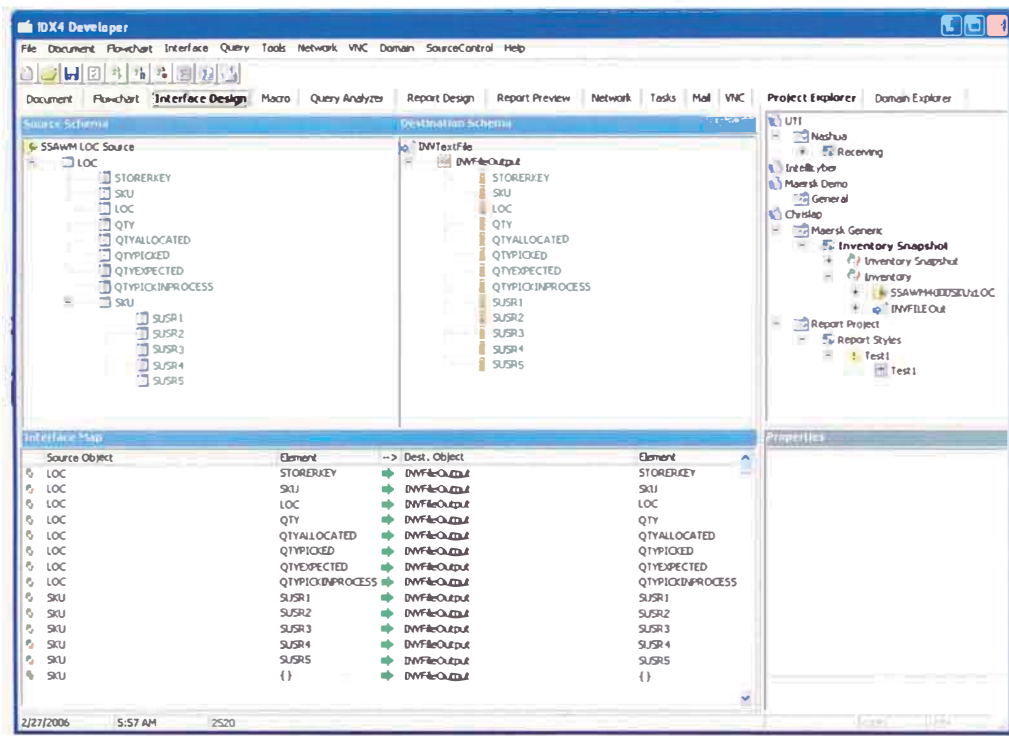 IDX4 Developer
File Document Flowchart Interface Query Tools Network VNC Domain SourceControl Help
Document Flowchart Interface Design Macro Query Analyzer Report Design Report Preview Network Tasks Mail VNC Project Explorer Domain Explorer
Source Schema
SSAWM LOC Source
LOC
STORERKEY
SKU
LOC
QTY
QTYALLOCATED
QTYPICKED
QTYEXPECTED
QTYPICKINPROCESS
SKU
SUSR1
SUSR2
SUSR3
SUSR4
SUSR5
Destination Schema
INVTextFile
INVFileOutput
STORERKEY
SKU
LOC
QTY
QTYALLOCATED
QTYPICKED
QTYEXPECTED
QTYPICKINPROCESS
SUSR1
SUSR2
SUSR3
SUSR4
SUSR5
UTI
Nashua
Receiving
Intellicyber
Maersk Demo
General
Chrislap
Maersk Generic
Inventory Snapshot
Inventory Snapshot
Inventory
SSAWM4000SKUxLOC
INVFILE Out
Report Project
Report Styles
Test1
Test1
Interface Map
Source Object Element --> Dest. Object Element
LOC STORERKEY INVFileOutput STORERKEY
LOC SKU INVFileOutput SKU
LOC LOC INVFileOutput LOC
LOC QTY INVFileOutput QTY
LOC QTYALLOCATED INVFileOutput QTYALLOCATED
LOC QTYPICKED INVFileOutput QTYPICKED
LOC QTYEXPECTED INVFileOutput QTYEXPECTED
LOC QTYPICKINPROCESS INVFileOutput QTYPICKINPROCESS
SKU SUSR1 INVFileOutput SUSR1
SKU SUSR2 INVFileOutput SUSR2
SKU SUSR3 INVFileOutput SUSR3
SKU SUSR4 INVFileOutput SUSR4
SKU SUSR5 INVFileOutput SUSR5
SKU {} INVFileOutput {}
Properties
2/27/2006 5:57 AM 2520